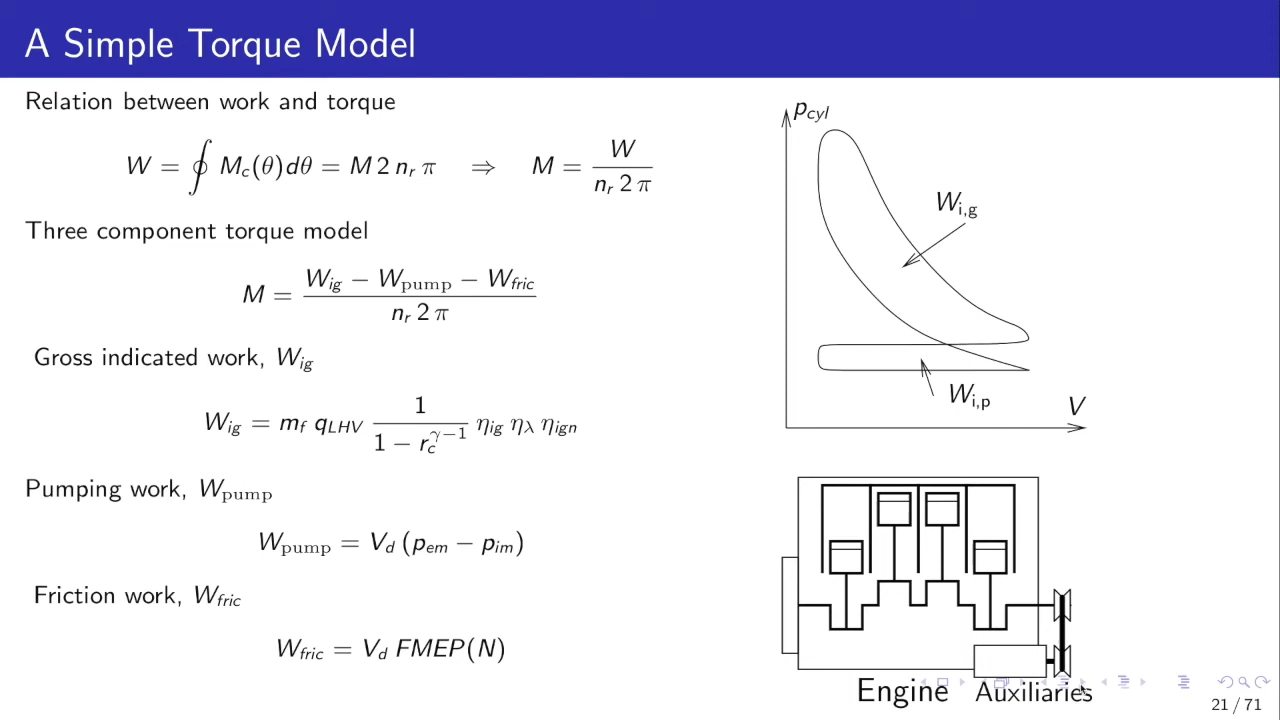 A Simple Torque Model
Relation between work and torque
W = ∮ M_c(θ)dθ = M 2 n_r π ⇒ M = W / (n_r 2 π)
Three component torque model
M = (W_ig − W_pump − W_fric) / (n_r 2 π)
Gross indicated work, W_ig
W_ig = m_f q_LHV 1 / (1 − r_c^{γ−1}) η_ig η_λ η_ign
Pumping work, W_pump
W_pump = V_d (p_em − p_im)
Friction work, W_fric
W_fric = V_d FMEP(N)
p_cyl
W_i,g
W_i,p
V
Engine Auxiliaries
21 / 71